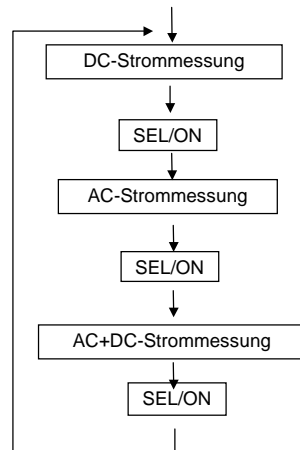 DC-Strommessung
SEL/ON
AC-Strommessung
SEL/ON
AC+DC-Strommessung
SEL/ON